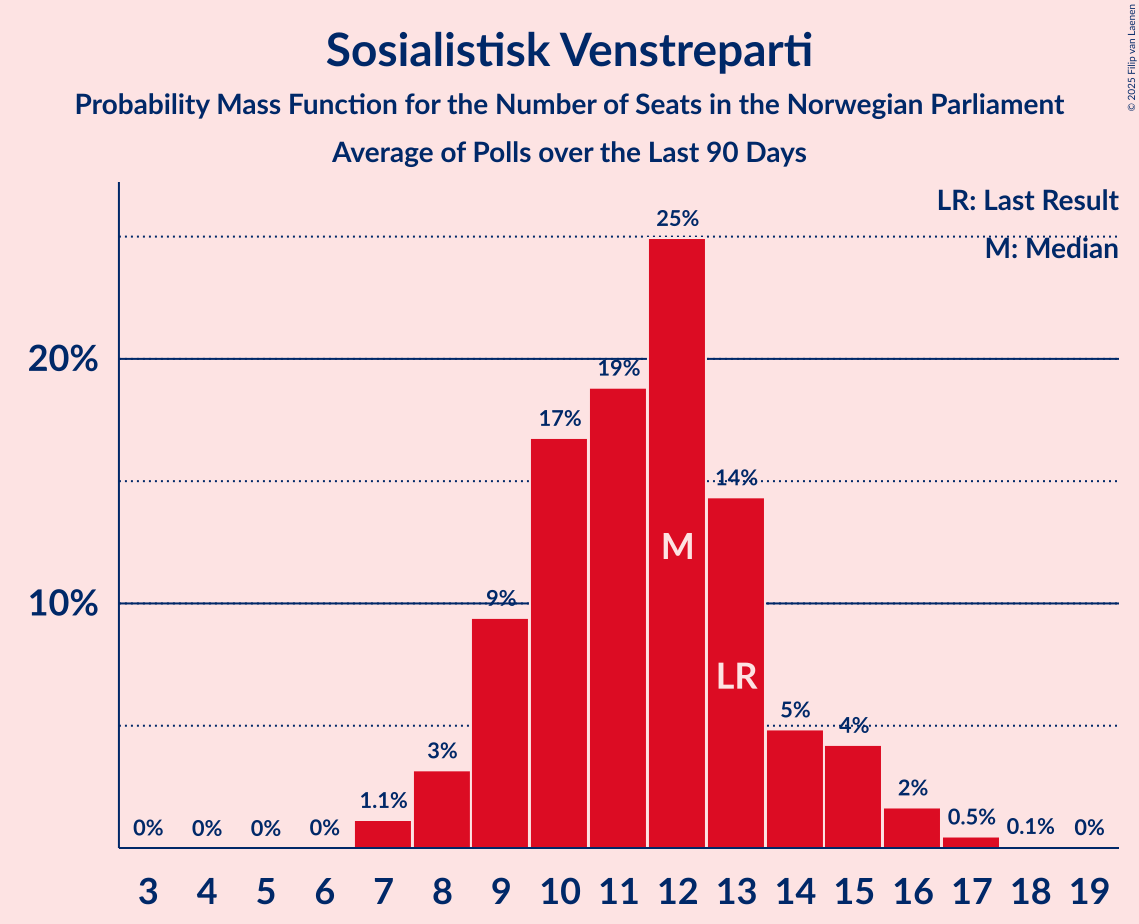 Sosialistisk Venstreparti
Probability Mass Function for the Number of Seats in the Norwegian Parliament
Average of Polls over the Last 90 Days
© 2025 Filip van Laenen
LR: Last Result
M: Median
25%
20%
19%
17%
14%
M
10%
9%
LR
5%
4%
3%
2%
1.1%
0.5%
0% 0% 0% 0% 0.1% 0%
3 4 5 6 7 8 9 10 11 12 13 14 15 16 17 18 19